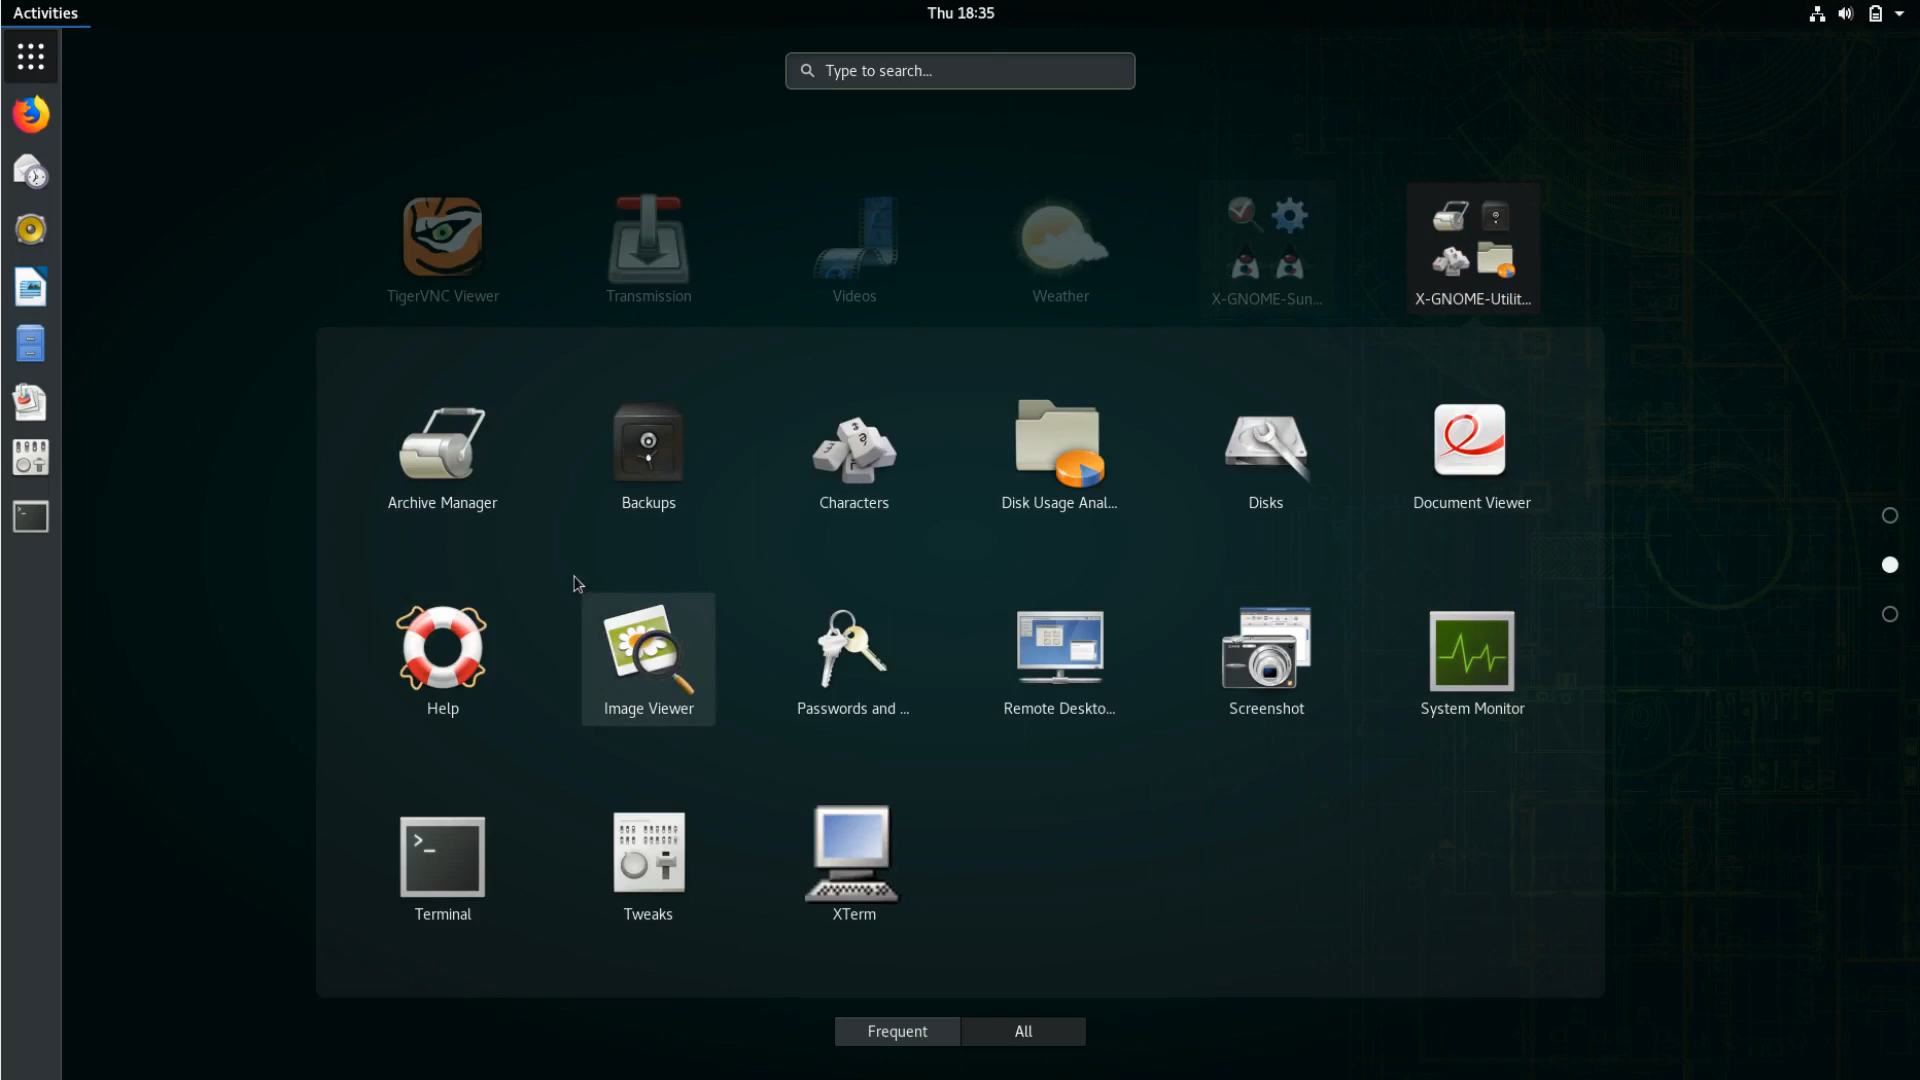 Activities
Thu 18:35
Type to search...
TigerVNC Viewer
Transmission
Videos
Weather
X-GNOME-Sun...
X-GNOME-Utilit...
Archive Manager
Backups
Characters
Disk Usage Anal...
Disks
Document Viewer
Help
Image Viewer
Passwords and ...
Remote Deskto...
Screenshot
System Monitor
Terminal
Tweaks
XTerm
Frequent
All